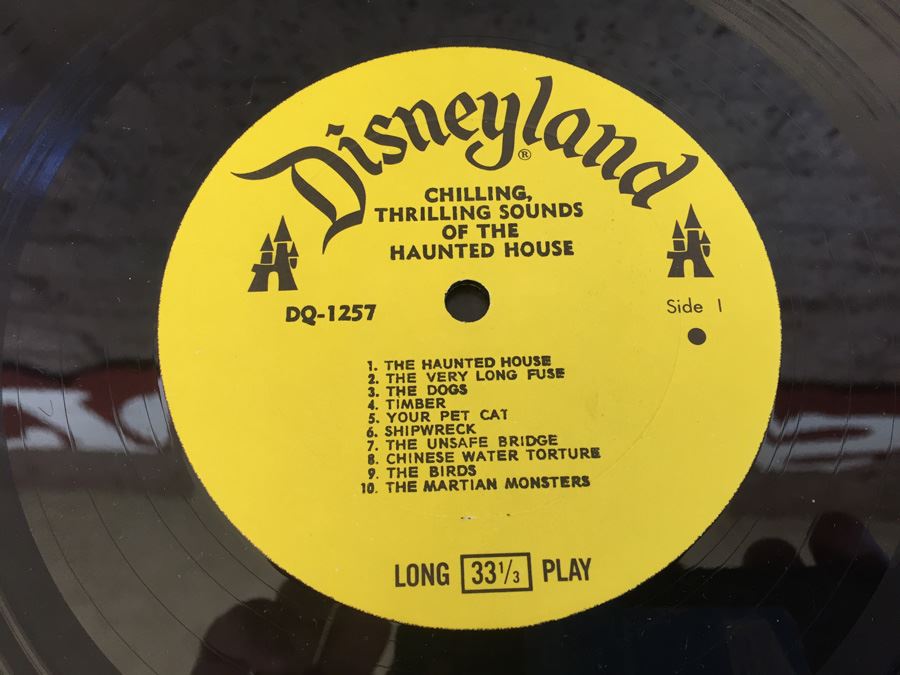 Disneyland®
CHILLING,
THRILLING SOUNDS
OF THE
HAUNTED HOUSE
DQ-1257
Side 1
1. THE HAUNTED HOUSE
2. THE VERY LONG FUSE
3. THE DOGS
4. TIMBER
5. YOUR PET CAT
6. SHIPWRECK
7. THE UNSAFE BRIDGE
8. CHINESE WATER TORTURE
9. THE BIRDS
10. THE MARTIAN MONSTERS
LONG 33 1/3 PLAY